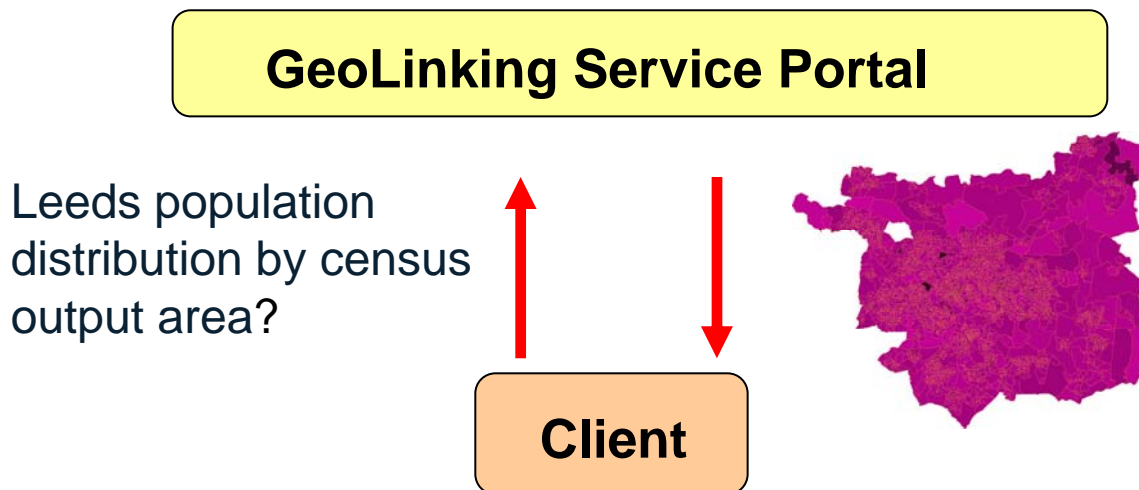 GeoLinking Service Portal
Leeds population
distribution by census
output area?
Client